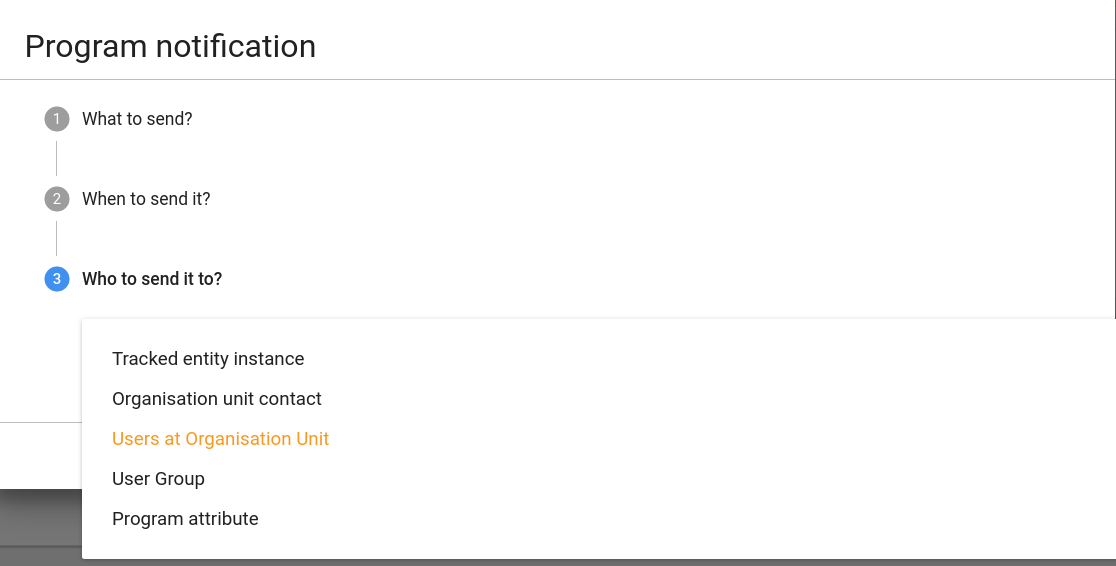 Program notification
1 What to send?
2 When to send it?
3 Who to send it to?
Tracked entity instance
Organisation unit contact
Users at Organisation Unit
User Group
Program attribute